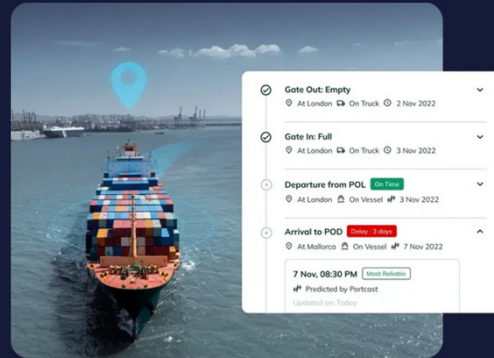 Gate Out: Empty
At London On Truck 2 Nov 2022
Gate In: Full
At London On Truck 3 Nov 2022
Departure from POL On Time
At London On Vessel 3 Nov 2022
Arrival to POD Delay : 3 days
At Mallorca On Vessel 7 Nov 2022
7 Nov, 08:30 PM Most Reliable
Predicted by Portcast
Updated on: Today